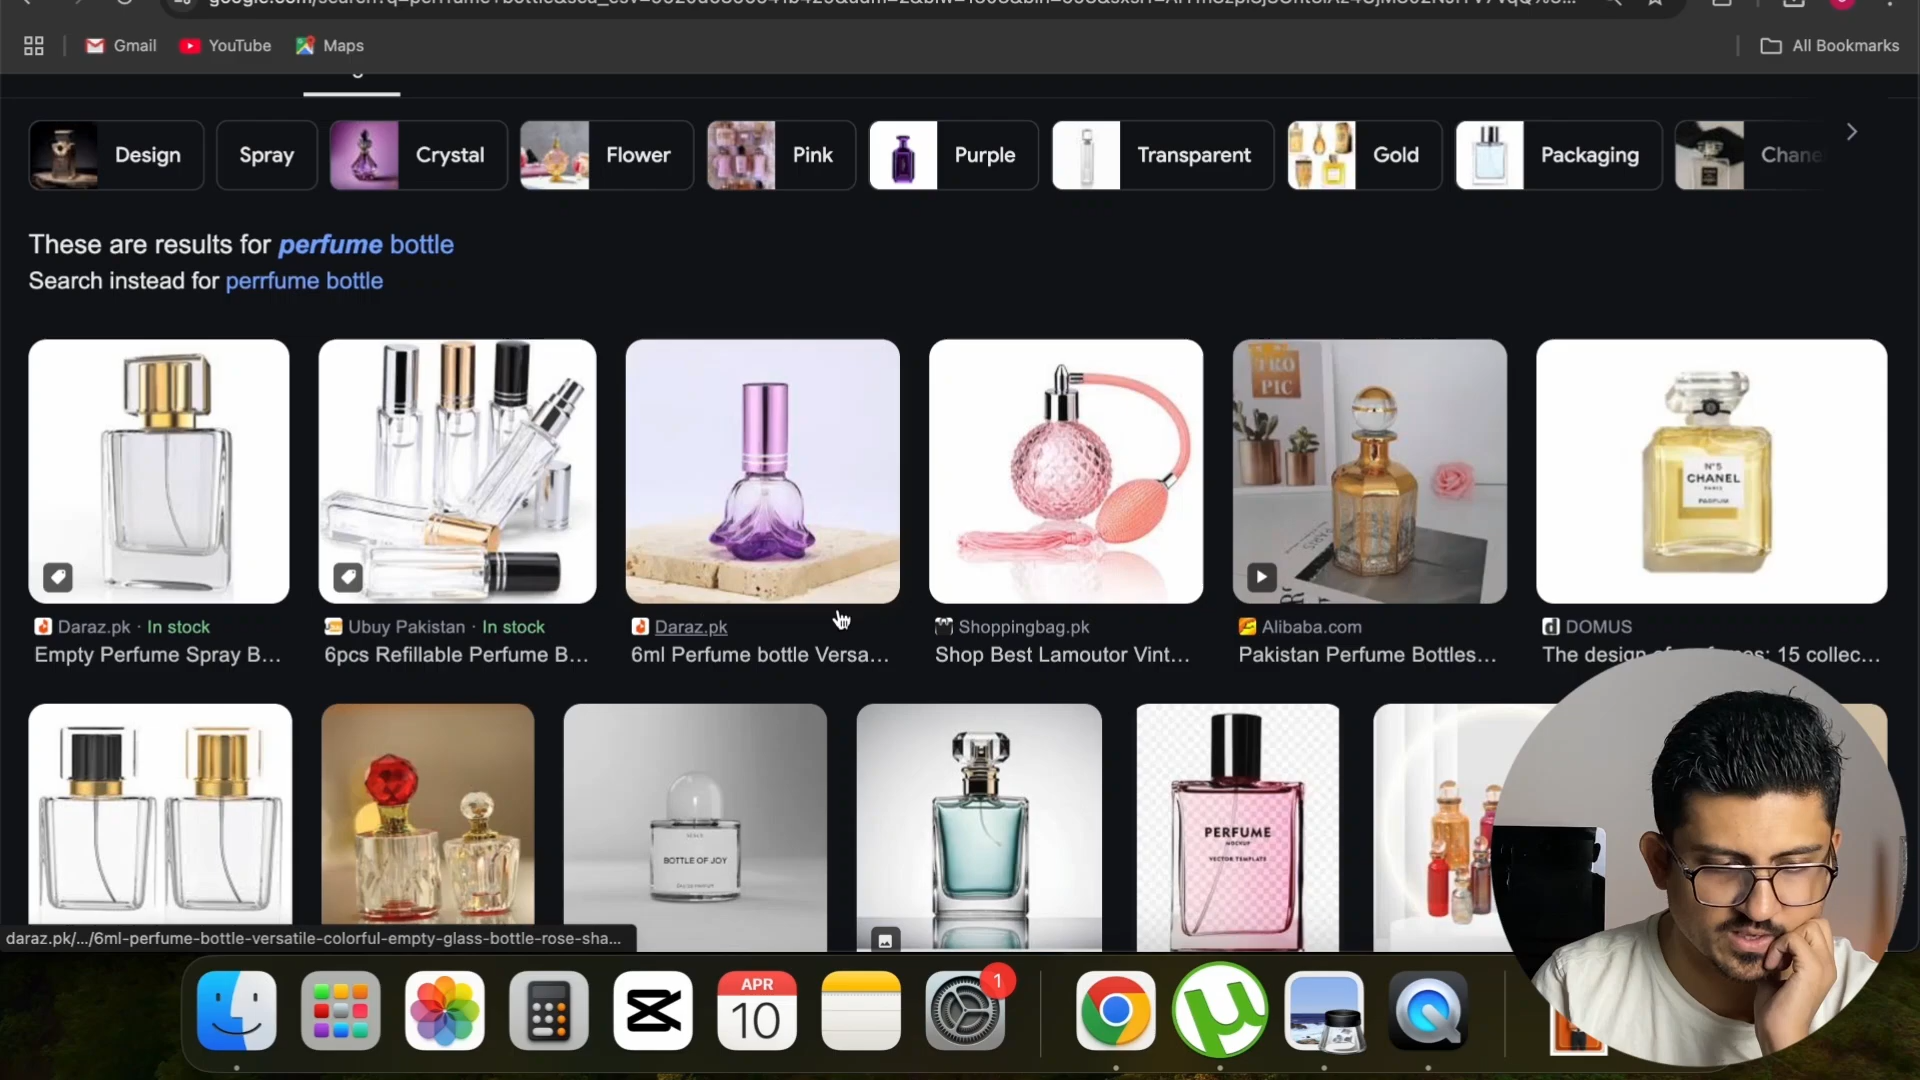 Gmail
YouTube
Maps
All Bookmarks
Design
Spray
Crystal
Flower
Pink
Purple
Transparent
Gold
Packaging
Chane
These are results for perfume bottle
Search instead for perrfume bottle
TRO
PIC
N°5
CHANEL
PARIS
PARFUM
Daraz.pk · In stock
Empty Perfume Spray B...
Ubuy Pakistan · In stock
6pcs Refillable Perfume B...
Daraz.pk
6ml Perfume bottle Versa...
Shoppingbag.pk
Shop Best Lamoutor Vint...
Alibaba.com
Pakistan Perfume Bottles...
DOMUS
The design of perfumes: 15 collec...
BOTTLE OF JOY
PERFUME
MOCKUP
VECTOR TEMPLATE
daraz.pk/.../6ml-perfume-bottle-versatile-colorful-empty-glass-bottle-rose-sha...
APR
10
1